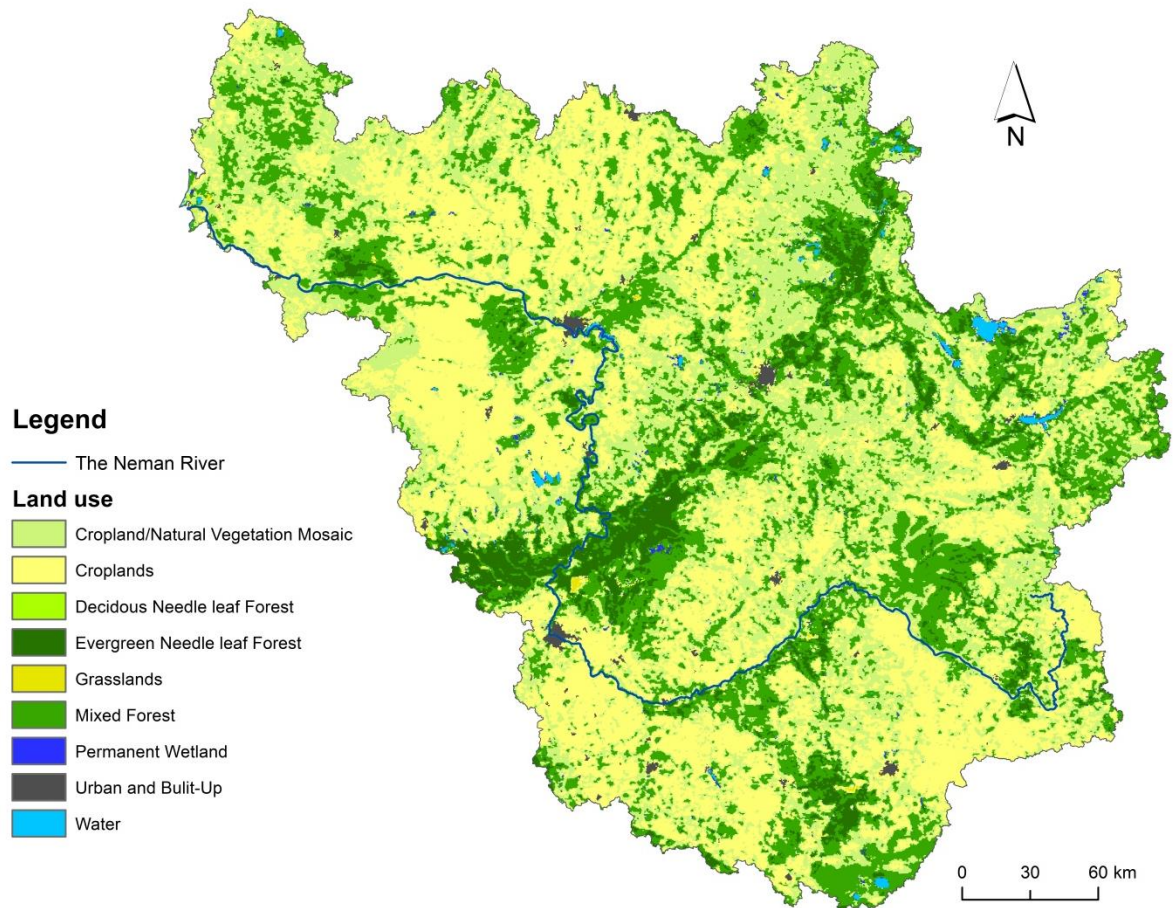 N
Legend
The Neman River
Land use
Cropland/Natural Vegetation Mosaic
Croplands
Decidous Needle leaf Forest
Evergreen Needle leaf Forest
Grasslands
Mixed Forest
Permanent Wetland
Urban and Bulit-Up
Water
0 30 60 km